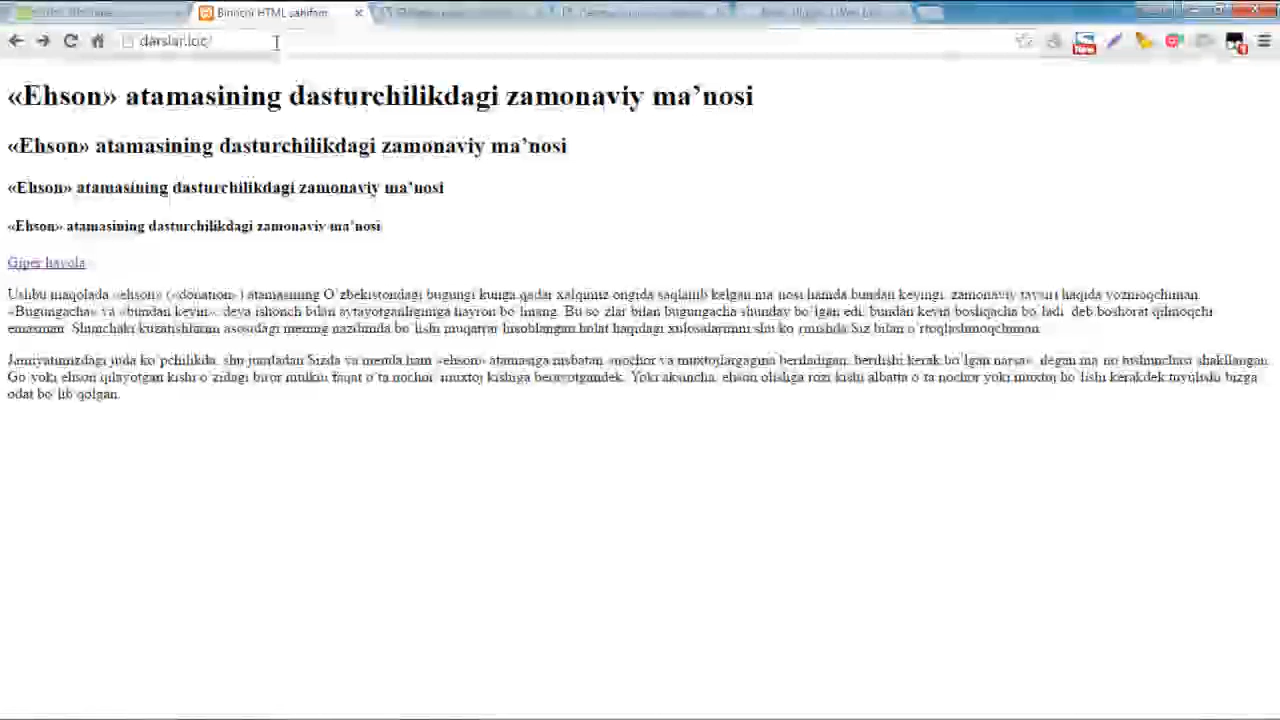 Birinchi HTML sahifam
darslar.loc/
New
«Ehson» atamasining dasturchilikdagi zamonaviy ma’nosi
«Ehson» atamasining dasturchilikdagi zamonaviy ma’nosi
«Ehson» atamasining dasturchilikdagi zamonaviy ma’nosi
«Ehson» atamasining dasturchilikdagi zamonaviy ma’nosi
Giper havola
Ushbu maqolada «ehson» («donation») atamasining O‘zbekistondagi bugungi kunga qadar xalqimiz ongida saqlanib kelgan ma’nosi hamda bundan keyingi, zamonaviy tasviri haqida yozmoqchiman.
«Bugungacha» va «bundan keyin», deya ishonch bilan aytayotganligimga hayron bo‘lmang. Bu so‘zlar bilan bugungacha shunday bo‘lgan edi, bundan keyin boshqacha bo‘ladi, deb boshorat qilmoqchi
emasman. Shunchaki kuzatishlarim asosidagi mening nazdimda bo‘lishi muqarrar hisoblangan holat haqidagi xulosalarimni shu ko‘rinishda Siz bilan o‘rtoqlashmoqchiman.
Jamiyatimizdagi juda ko‘pchilikda, shu jumladan Sizda va menda ham «ehson» atamasiga nisbatan «nochor va muxtojlargagina beriladigan, berilishi kerak bo‘lgan narsa», degan ma’no tushunchasi shakllangan.
Go‘yoki ehson qilayotgan kishi o‘zidagi biror mulkni faqat o‘ta nochor, muxtoj kishiga berayotgandek. Yoki aksincha, ehson olishga rozi kishi albatta o‘ta nochor yoki muxtoj bo‘lishi kerakdek tuyulishi bizga
odat bo‘lib qolgan.